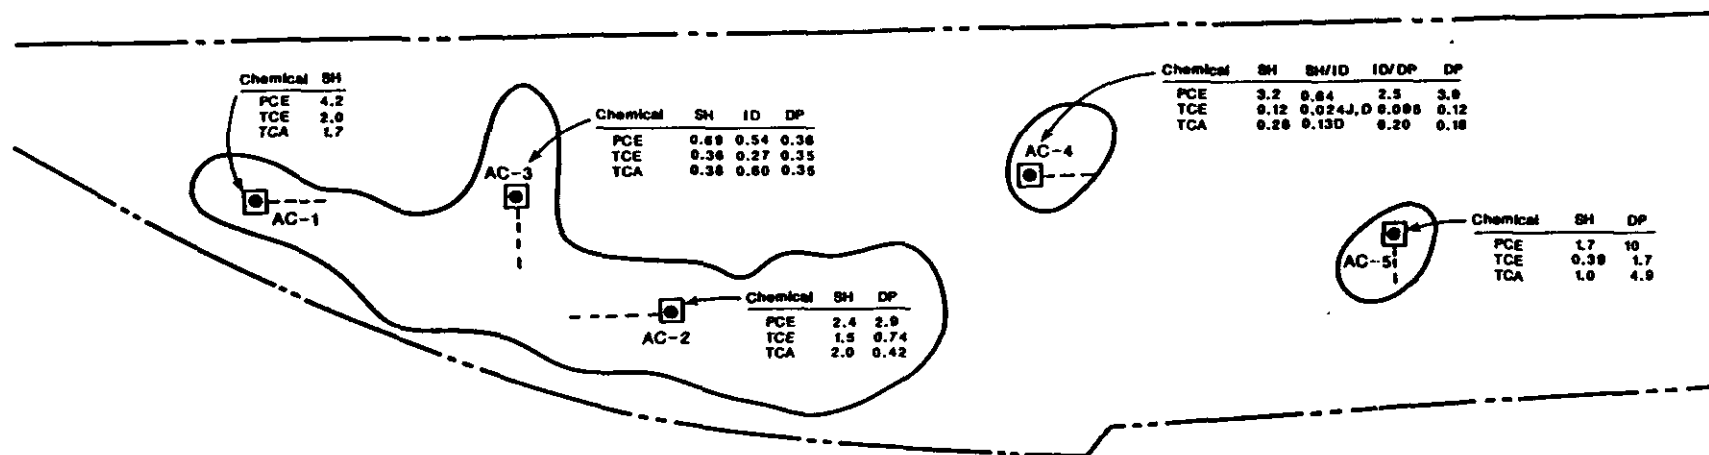 Chemical SH
PCE 4.2
TCE 2.0
TCA 1.7
AC-1
Chemical SH ID DP
PCE 0.69 0.54 0.36
TCE 0.36 0.27 0.35
TCA 0.38 0.60 0.35
AC-3
Chemical SH DP
PCE 2.4 2.9
TCE 1.5 0.74
TCA 2.0 0.42
AC-2
Chemical SH SH/ID ID/DP DP
PCE 3.2 0.64 2.5 3.9
TCE 0.12 0.024J,D 0.12
TCA 0.26 0.13D 0.20 0.18
AC-4
Chemical SH DP
PCE 1.7 10
TCE 0.39 1.7
TCA 1.0 4.9
AC-5